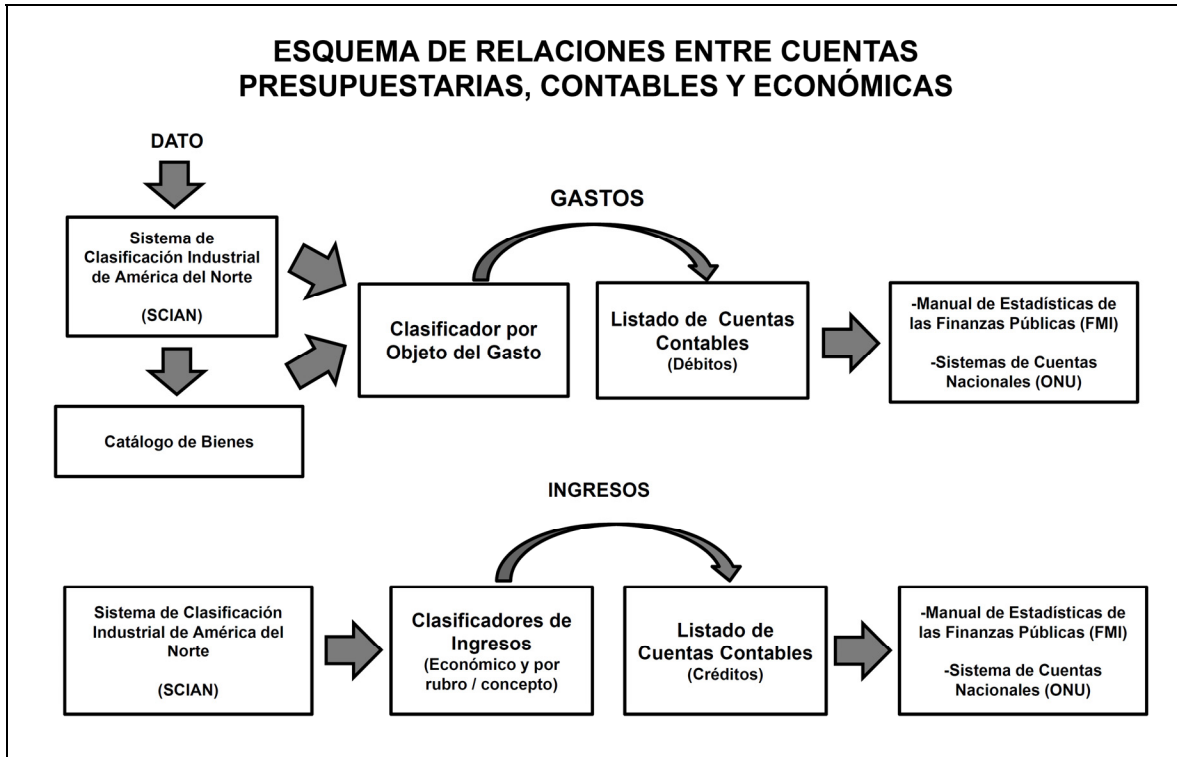 ESQUEMA DE RELACIONES ENTRE CUENTAS
PRESUPUESTARIAS, CONTABLES Y ECONÓMICAS
DATO
GASTOS
Sistema de
Clasificación Industrial
de América del Norte
(SCIAN)
Clasificador por
Objeto del Gasto
Listado de Cuentas
Contables
(Débitos)
-Manual de Estadísticas de
las Finanzas Públicas (FMI)
-Sistemas de Cuentas
Nacionales (ONU)
Catálogo de Bienes
INGRESOS
Sistema de Clasificación
Industrial de América del
Norte
(SCIAN)
Clasificadores de
Ingresos
(Económico y por
rubro / concepto)
Listado de
Cuentas Contables
(Créditos)
-Manual de Estadísticas de
las Finanzas Públicas (FMI)
-Sistema de Cuentas
Nacionales (ONU)